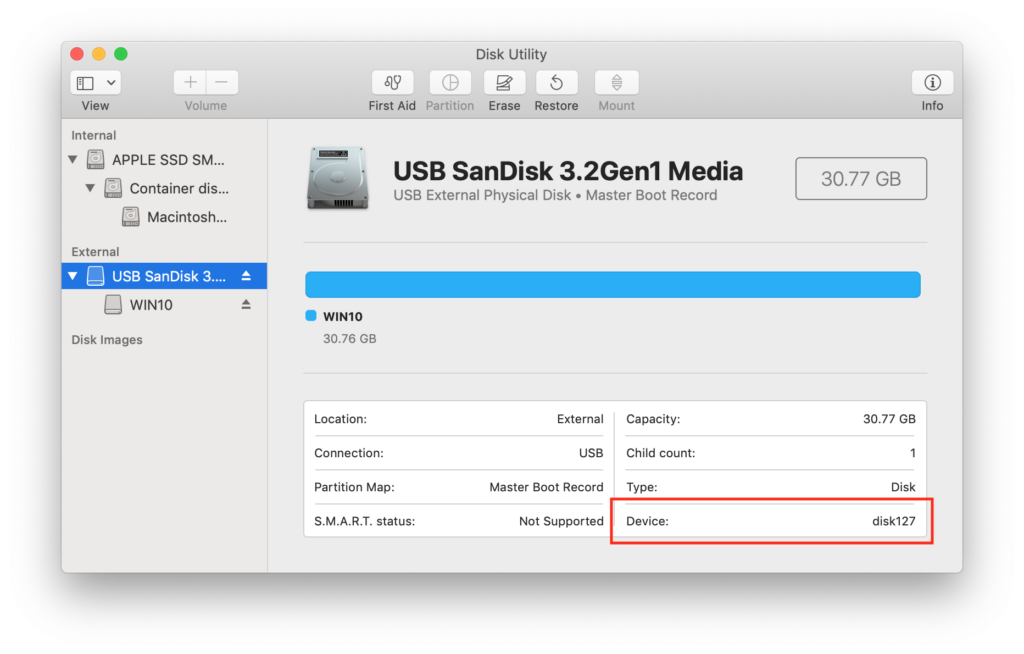 Disk Utility
View
Volume
First Aid
Partition
Erase
Restore
Mount
Info
Internal
APPLE SSD SM...
Container dis...
Macintosh...
External
USB SanDisk 3....
WIN10
Disk Images
USB SanDisk 3.2Gen1 Media
USB External Physical Disk • Master Boot Record
30.77 GB
WIN10
30.76 GB
Location: External
Connection: USB
Partition Map: Master Boot Record
S.M.A.R.T. status: Not Supported
Capacity: 30.77 GB
Child count: 1
Type: Disk
Device: disk127